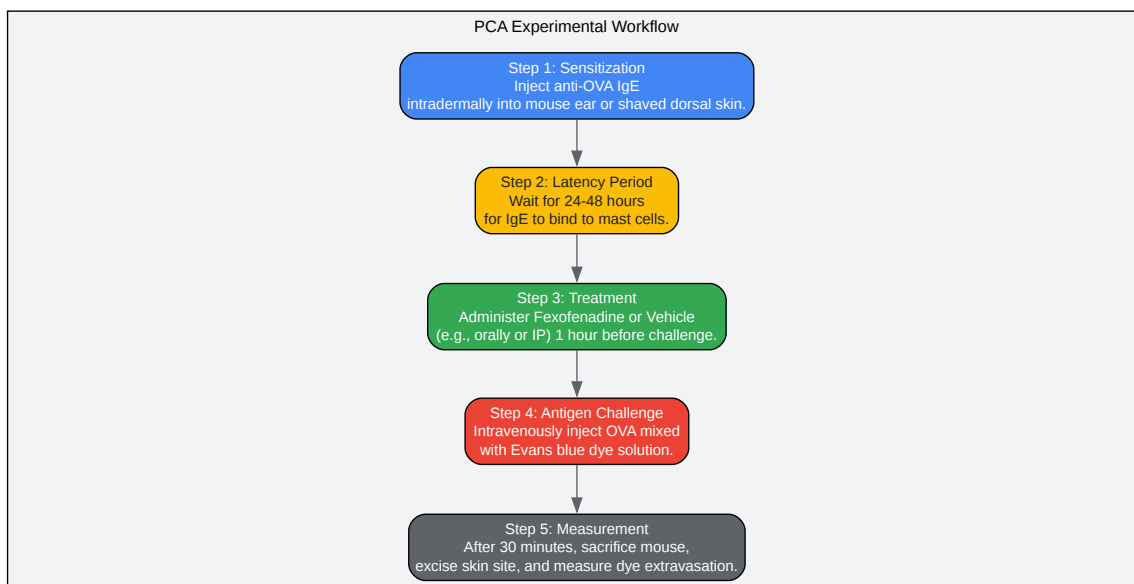 PCA Experimental Workflow
Step 1: Sensitization
Inject anti-OVA IgE
intradermally into mouse ear or shaved dorsal skin.
Step 2: Latency Period
Wait for 24-48 hours
for IgE to bind to mast cells.
Step 3: Treatment
Administer Fexofenadine or Vehicle
(e.g., orally or IP) 1 hour before challenge.
Step 4: Antigen Challenge
Intravenously inject OVA mixed
with Evans blue dye solution.
Step 5: Measurement
After 30 minutes, sacrifice mouse,
excise skin site, and measure dye extravasation.